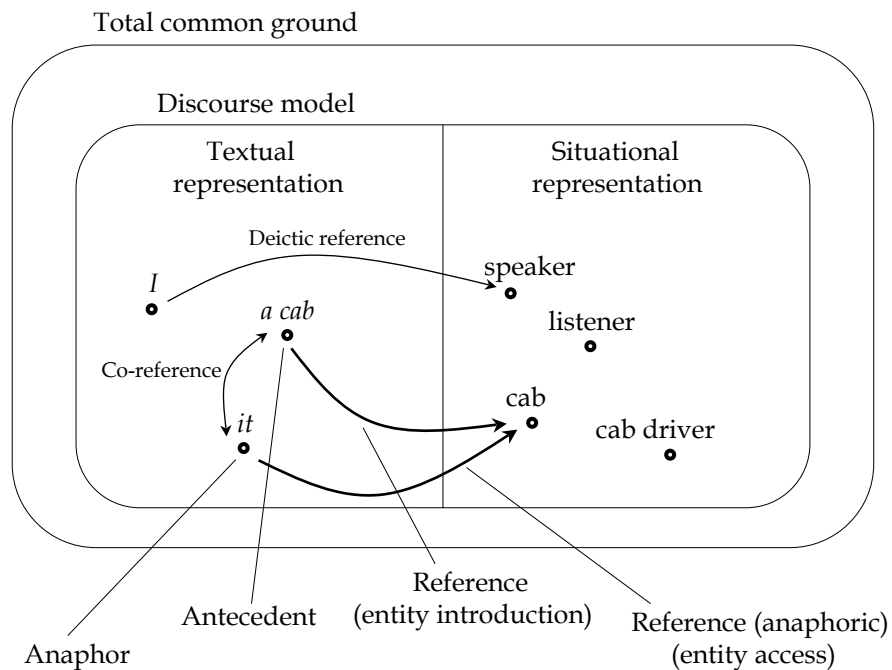 Total common ground
Discourse model
Textual
representation
Situational
representation
Deictic reference
I
speaker
a cab
listener
Co-reference
it
cab
cab driver
Reference
(entity introduction)
Antecedent
Reference (anaphoric)
(entity access)
Anaphor